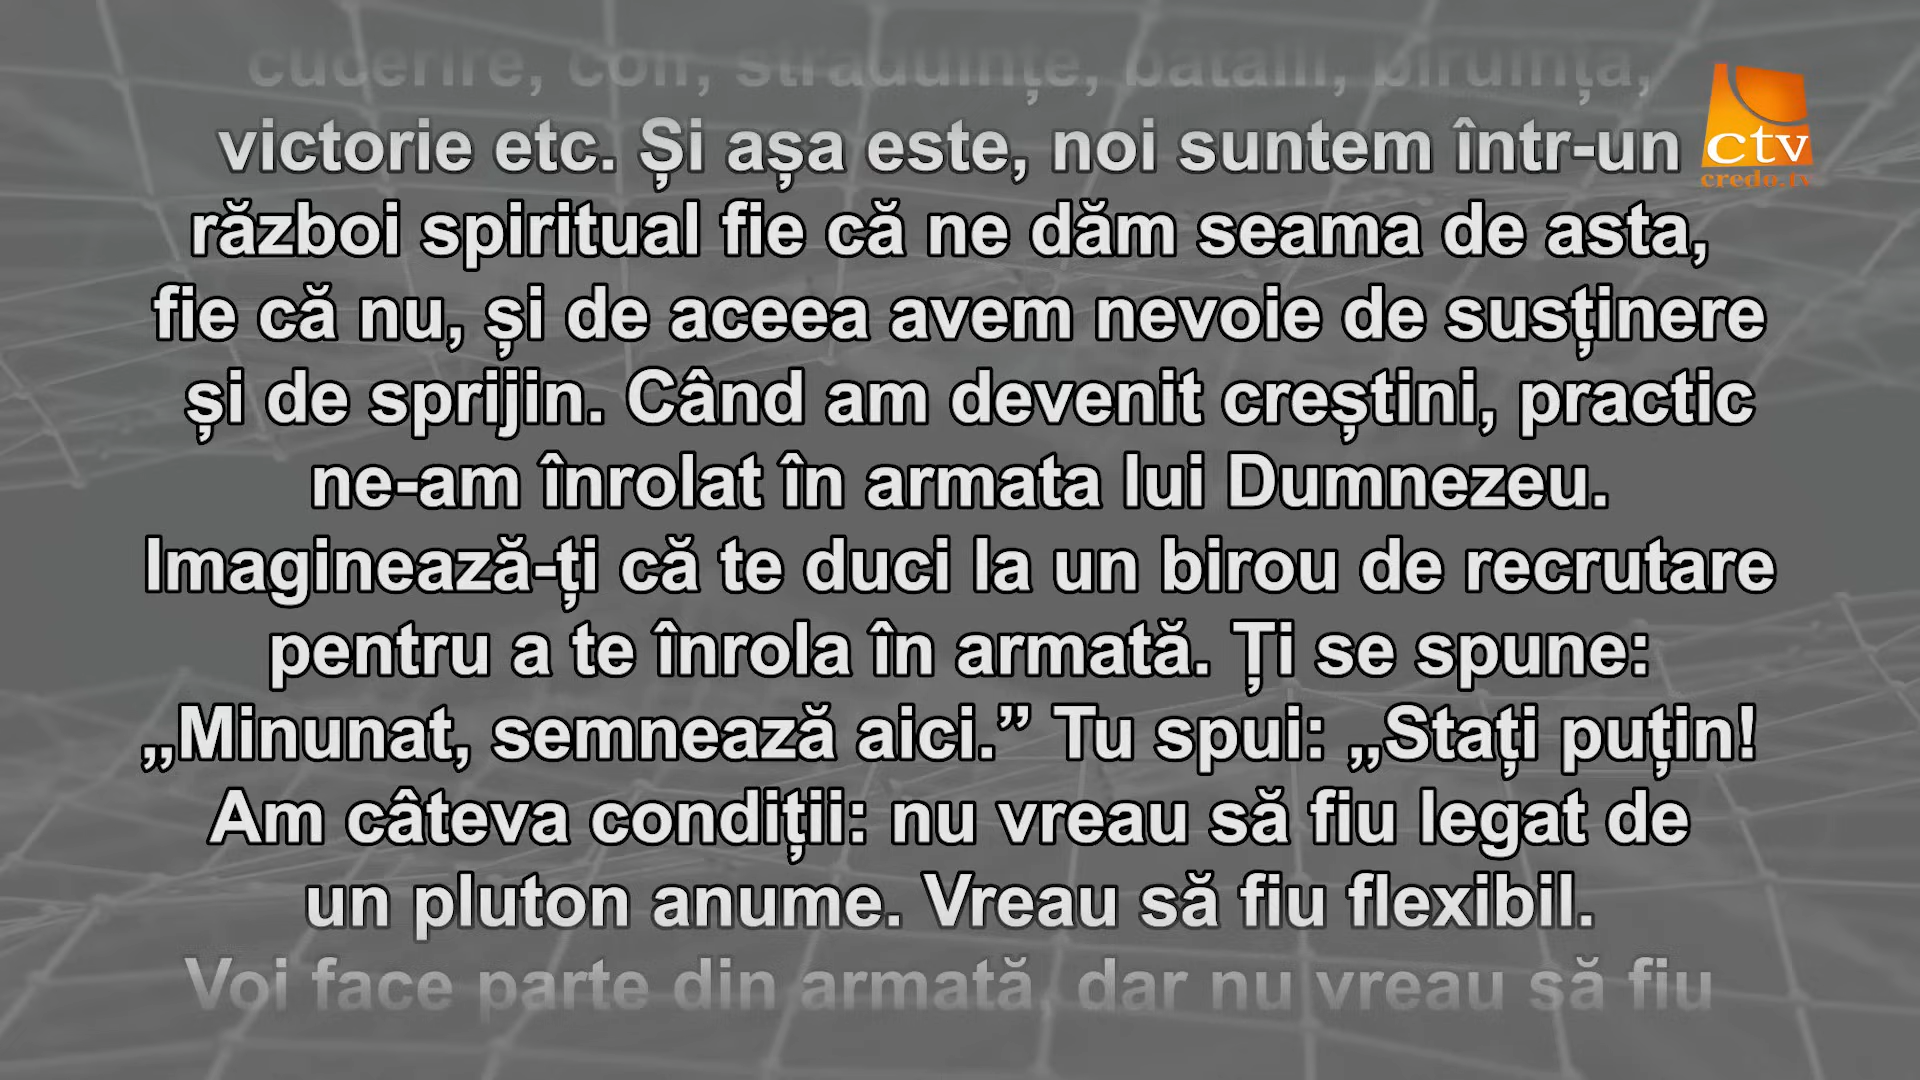 cucerire, coif, străduințe, bătălii, biruința,
victorie etc. Și așa este, noi suntem într-un
război spiritual fie că ne dăm seama de asta,
fie că nu, și de aceea avem nevoie de susținere
și de sprijin. Când am devenit creștini, practic
ne-am înrolat în armata lui Dumnezeu.
Imaginează-ți că te duci la un birou de recrutare
pentru a te înrola în armată. Ți se spune:
„Minunat, semnează aici.” Tu spui: „Stați puțin!
Am câteva condiții: nu vreau să fiu legat de
un pluton anume. Vreau să fiu flexibil.
Voi face parte din armată, dar nu vreau să fiu
ctv
credo.tv